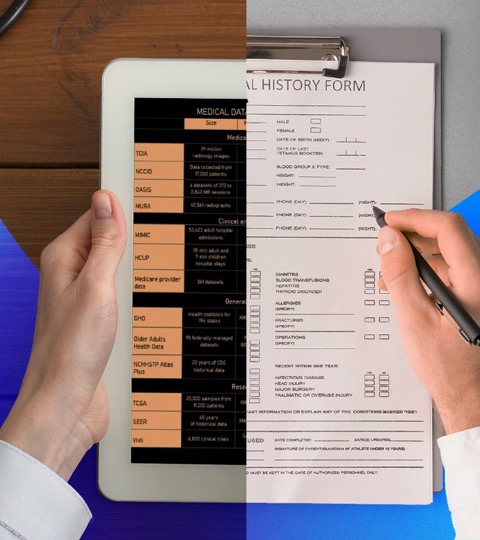 MEDICAL DATA
Size
Medica
TCIA
39 million
radiology images
NCCID
Data collected from
17,000 patients
OASIS
4 datasets of 373 to
2,842 MR sessions
MURA
40,561 radiographs
Clinical an
MIMIC
53,423 adult hospital
admissions
HCUP
35 mln adult and
7 mln children
hospital stays
Medicare provider
data
361 datasets
General
GHO
Health statistics for
194 states
Older Adults
Health Data
96 federally-managed
datasets
NCHHSTP Atlas
Plus
20 years of CDC
historical data
Rese
TCGA
20,000 samples from
11,000 patients
SEER
45 years
of historical data
Vivli
6,600 clinical trials
AL HISTORY FORM
MALE
FEMALE
DATE OF BIRTH (M/D/Y):
DATE OF LAST
TETANUS BOOSTER:
BLOOD GROUP & TYPE:
HEIGHT:
WEIGHT:
PHONE (DAY): (NIGHT):
PHONE (DAY): (NIGHT):
PHONE (DAY): (NIGHT):
DIABETES
BLOOD TRANSFUSIONS
HEPATITIS
THYROID DISORDER
ALLERGIES
(SPECIFY)
FRACTURES
(SPECIFY)
OPERATIONS
(SPECIFY)
RECENT WITHIN ONE YEAR:
INFECTIOUS DISEASE
HEAD INJURY
MAJOR SURGERY
TRAUMATIC OR OVERUSE INJURY
ANT INFORMATION OR EXPLAIN ANY OF THE CONDITIONS MARKED YES?
USED DATE COMPLETED: DATE(S) UPDATED:
SIGNATURE OF PARENT/GUARDIAN (IF ATHLETE UNDER 18 YEARS)
D MUST BE KEPT IN THE CARE OF AUTHORIZED PERSONNEL ONLY